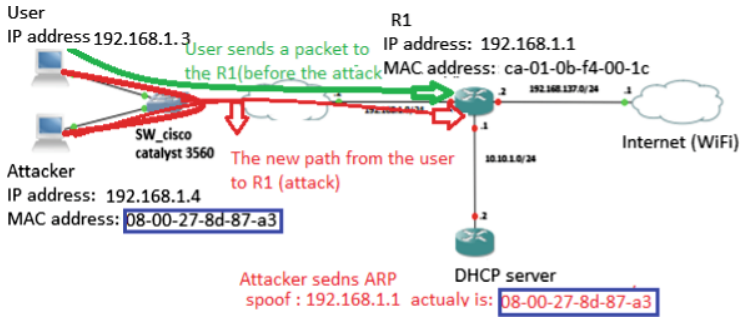 User
IP address 192.168.1.3
User sends a packet to
the R1(before the attack
R1
IP address: 192.168.1.1
MAC address: ca-01-0b-f4-00-1c
.2
192.168.137.0/24
.1
SW_cisco
catalyst 3560
Internet (WiFi)
.1
10.10.1.0/24
.2
The new path from the user
to R1 (attack)
Attacker
IP address: 192.168.1.4
MAC address: 08-00-27-8d-87-a3
DHCP server
Attacker sedns ARP
spoof : 192.168.1.1 actualy is: 08-00-27-8d-87-a3